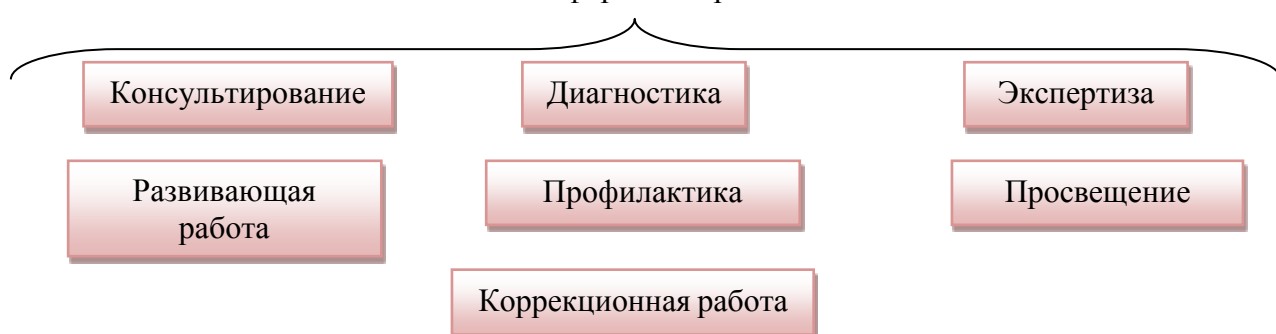 Консультирование
Диагностика
Экспертиза
Развивающая
работа
Профилактика
Просвещение
Коррекционная работа